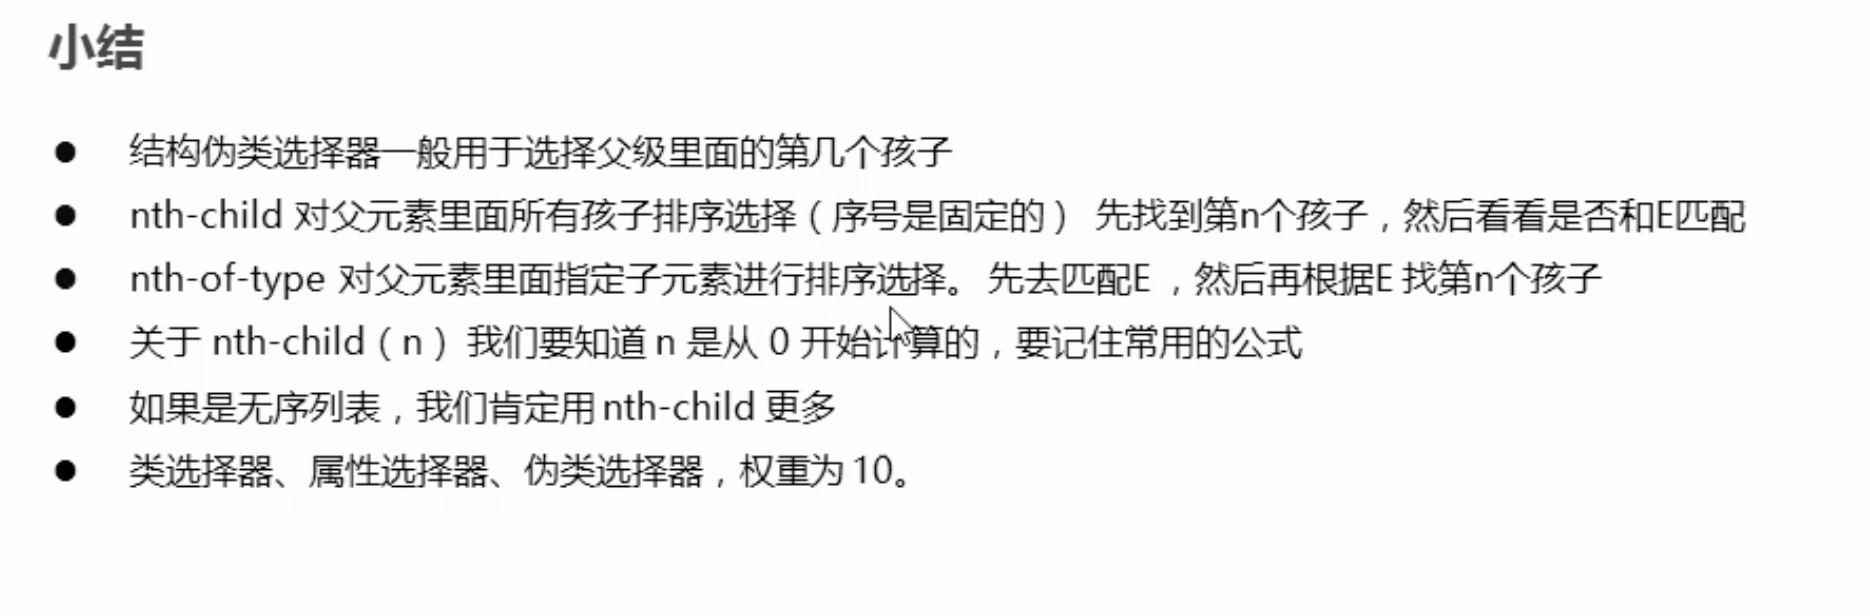 小结
● 结构伪类选择器一般用于选择父级里面的第几个孩子
● nth-child 对父元素里面所有孩子排序选择（序号是固定的） 先找到第n个孩子，然后看看是否和E匹配
● nth-of-type 对父元素里面指定子元素进行排序选择。 先去匹配E ，然后再根据E 找第n个孩子
● 关于 nth-child（n） 我们要知道 n 是从 0 开始计算的，要记住常用的公式
● 如果是无序列表，我们肯定用 nth-child 更多
● 类选择器、属性选择器、伪类选择器，权重为 10。